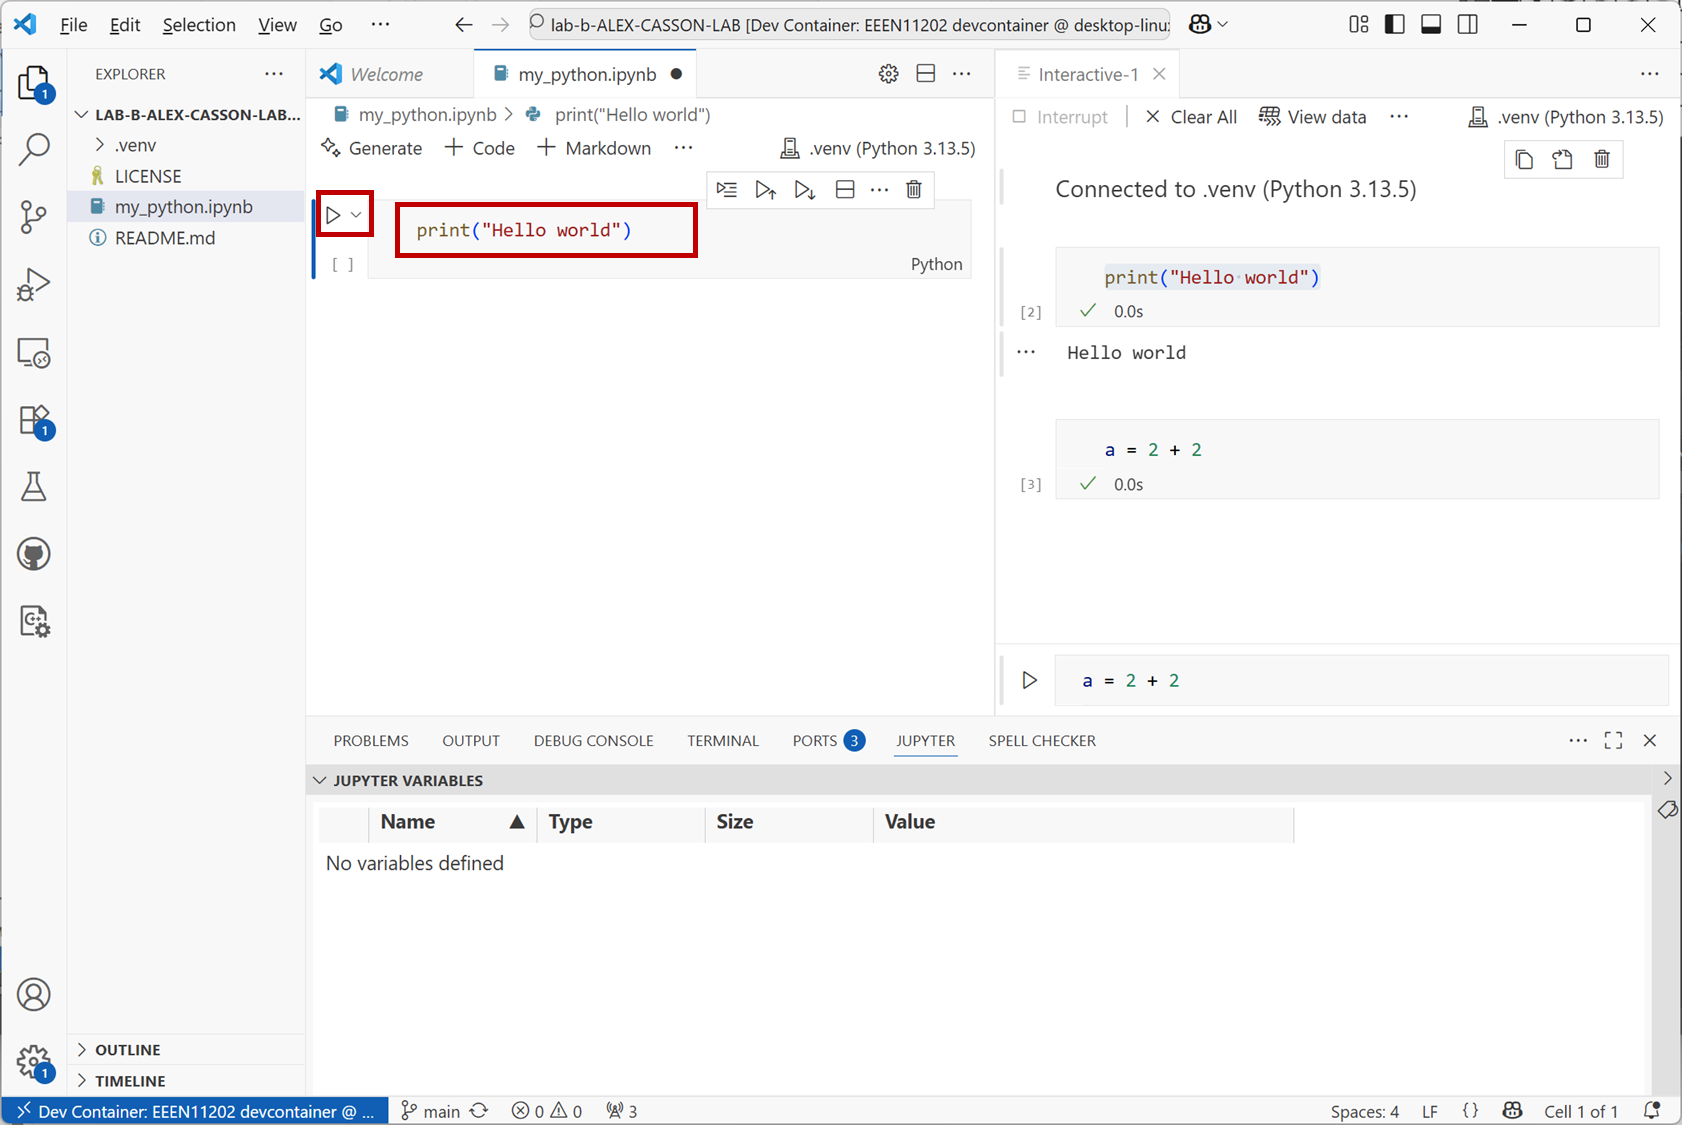 File Edit Selection View Go ··· lab-b-ALEX-CASSON-LAB [Dev Container: EEEN11202 devcontainer @ desktop-linux
EXPLORER ···
LAB-B-ALEX-CASSON-LAB...
.venv
LICENSE
my_python.ipynb
README.md
OUTLINE
TIMELINE
1
1
1
Welcome my_python.ipynb ● ···
my_python.ipynb > print("Hello world")
Generate + Code + Markdown ··· .venv (Python 3.13.5)
···
print("Hello world")
[ ]
Python
Interactive-1 ···
Interrupt | Clear All View data ··· .venv (Python 3.13.5)
Connected to .venv (Python 3.13.5)
print("Hello·world")
[2] ✓ 0.0s
··· Hello world
a = 2 + 2
[3] ✓ 0.0s
a = 2 + 2
PROBLEMS OUTPUT DEBUG CONSOLE TERMINAL PORTS 3 JUPYTER SPELL CHECKER ···
JUPYTER VARIABLES
Name ▲ Type Size Value
No variables defined
Dev Container: EEEN11202 devcontainer @ ... main 0 0 3 Spaces: 4 LF {} Cell 1 of 1